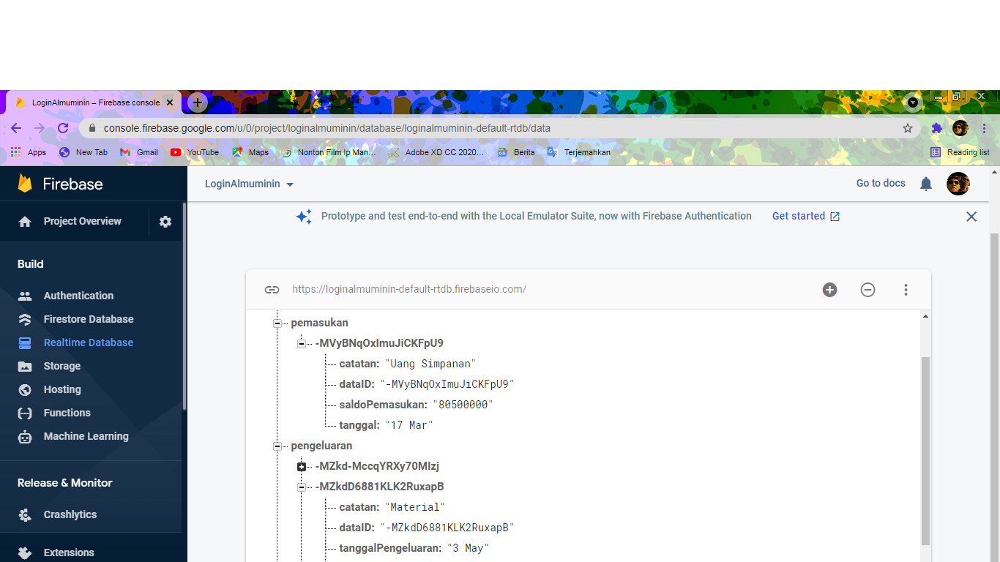 LoginAlmuminin – Firebase console
console.firebase.google.com/u/0/project/loginalmuminin/database/loginalmuminin-default-rtdb/data
Apps New Tab Gmail YouTube Maps Nonton Film Ip Man... Adobe XD CC 2020... Berita Terjemahkan Reading list
Firebase LoginAlmuminin Go to docs
Prototype and test end-to-end with the Local Emulator Suite, now with Firebase Authentication Get started
Project Overview
Build
Authentication
Firestore Database
Realtime Database
Storage
Hosting
Functions
Machine Learning
Release & Monitor
Crashlytics
Extensions
https://loginalmuminin-default-rtdb.firebaseio.com/
pemasukan
-MVyBNqOxImuJiCKFpU9
catatan: "Uang Simpanan"
dataID: "-MVyBNqOxImuJiCKFpU9"
saldoPemasukan: "80500000"
tanggal: "17 Mar"
pengeluaran
-MZkd-MccqYRXy70MIzj
-MZkdD6881KLK2RuxapB
catatan: "Material"
dataID: "-MZkdD6881KLK2RuxapB"
tanggalPengeluaran: "3 May"